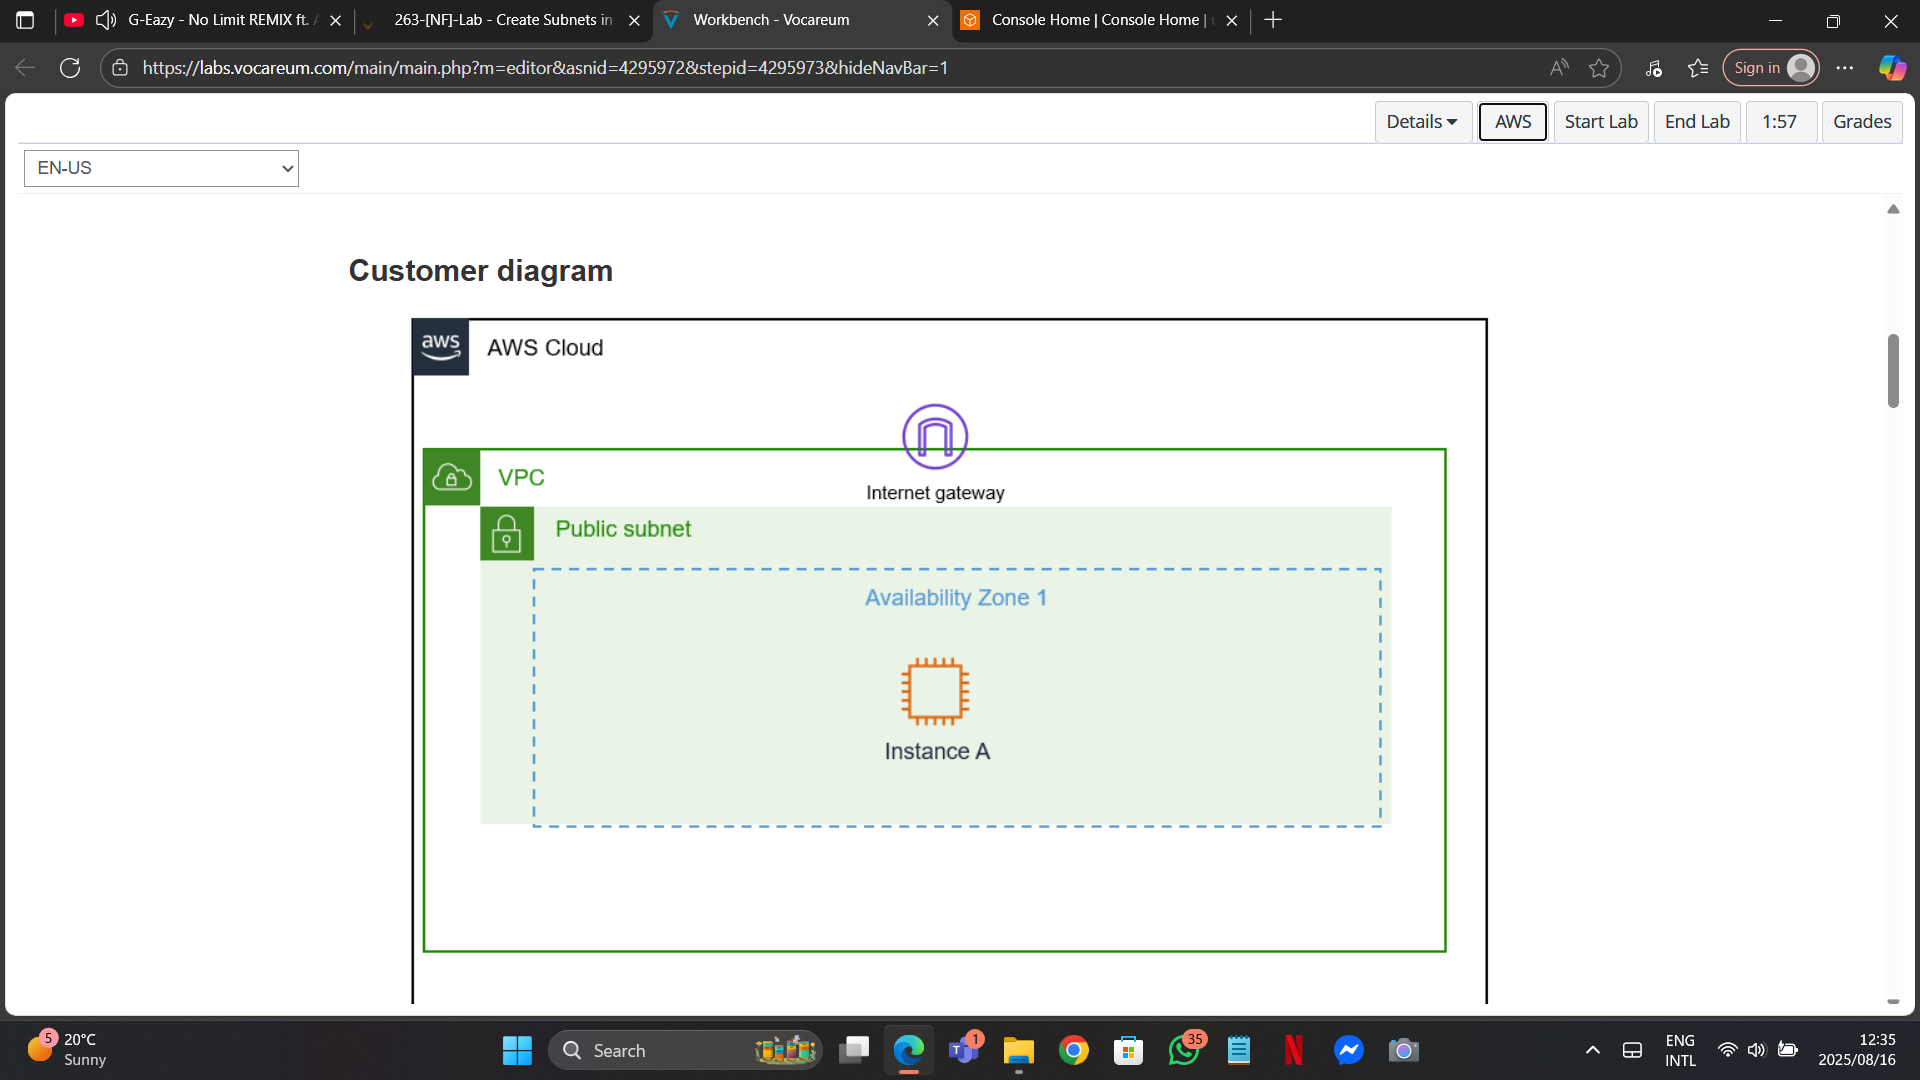 G-Eazy - No Limit REMIX ft.
263-[NF]-Lab - Create Subnets in
Workbench - Vocareum
Console Home | Console Home |
https://labs.vocareum.com/main/main.php?m=editor&asnid=4295972&stepid=4295973&hideNavBar=1
Sign in
Details
AWS
Start Lab
End Lab
1:57
Grades
EN-US
Customer diagram
aws
AWS Cloud
VPC
Internet gateway
Public subnet
Availability Zone 1
Instance A
5
20°C
Sunny
Search
1
35
ENG
INTL
12:35
2025/08/16